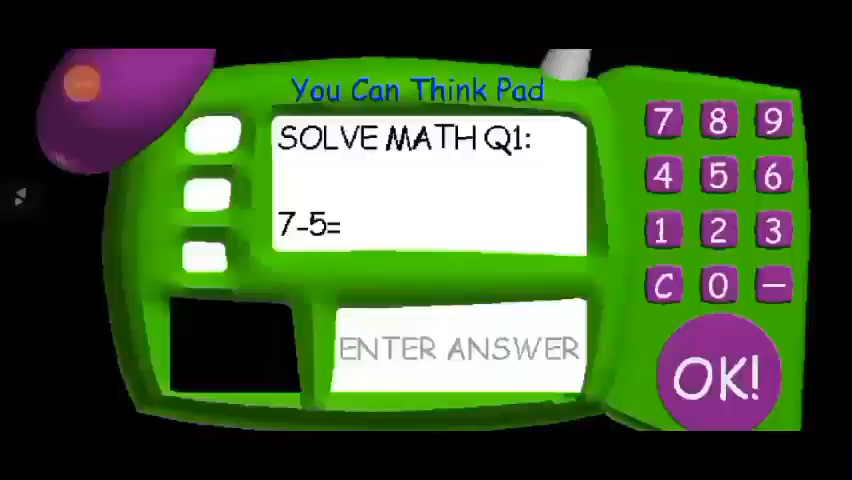 You Can Think Pad
SOLVE MATH Q1:
7-5=
ENTER ANSWER
7 8 9
4 5 6
1 2 3
C 0 –
OK!